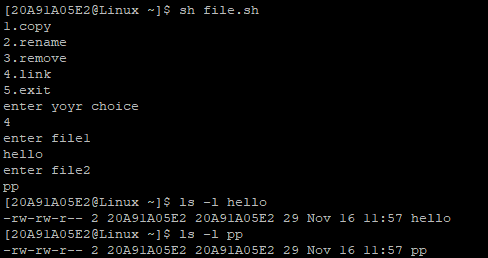 [20A91A05E2@Linux ~]$ sh file.sh
1.copy
2.rename
3.remove
4.link
5.exit
enter yoyr choice
4
enter file1
hello
enter file2
pp
[20A91A05E2@Linux ~]$ ls -l hello
-rw-rw-r-- 2 20A91A05E2 20A91A05E2 29 Nov 16 11:57 hello
[20A91A05E2@Linux ~]$ ls -l pp
-rw-rw-r-- 2 20A91A05E2 20A91A05E2 29 Nov 16 11:57 pp